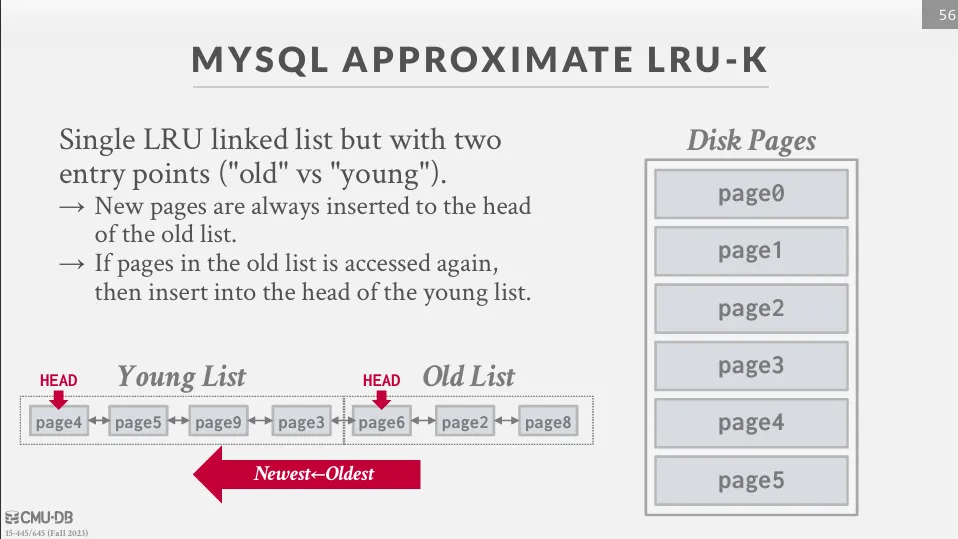 56
MYSQL APPROXIMATE LRU-K
Single LRU linked list but with two
entry points ("old" vs "young").
→ New pages are always inserted to the head
of the old list.
→ If pages in the old list is accessed again,
then insert into the head of the young list.
Disk Pages
page0
page1
page2
page3
page4
page5
HEAD Young List HEAD Old List
page4 page5 page9 page3 page6 page2 page8
Newest←Oldest
CMU·DB
15-445/645 (Fall 2023)